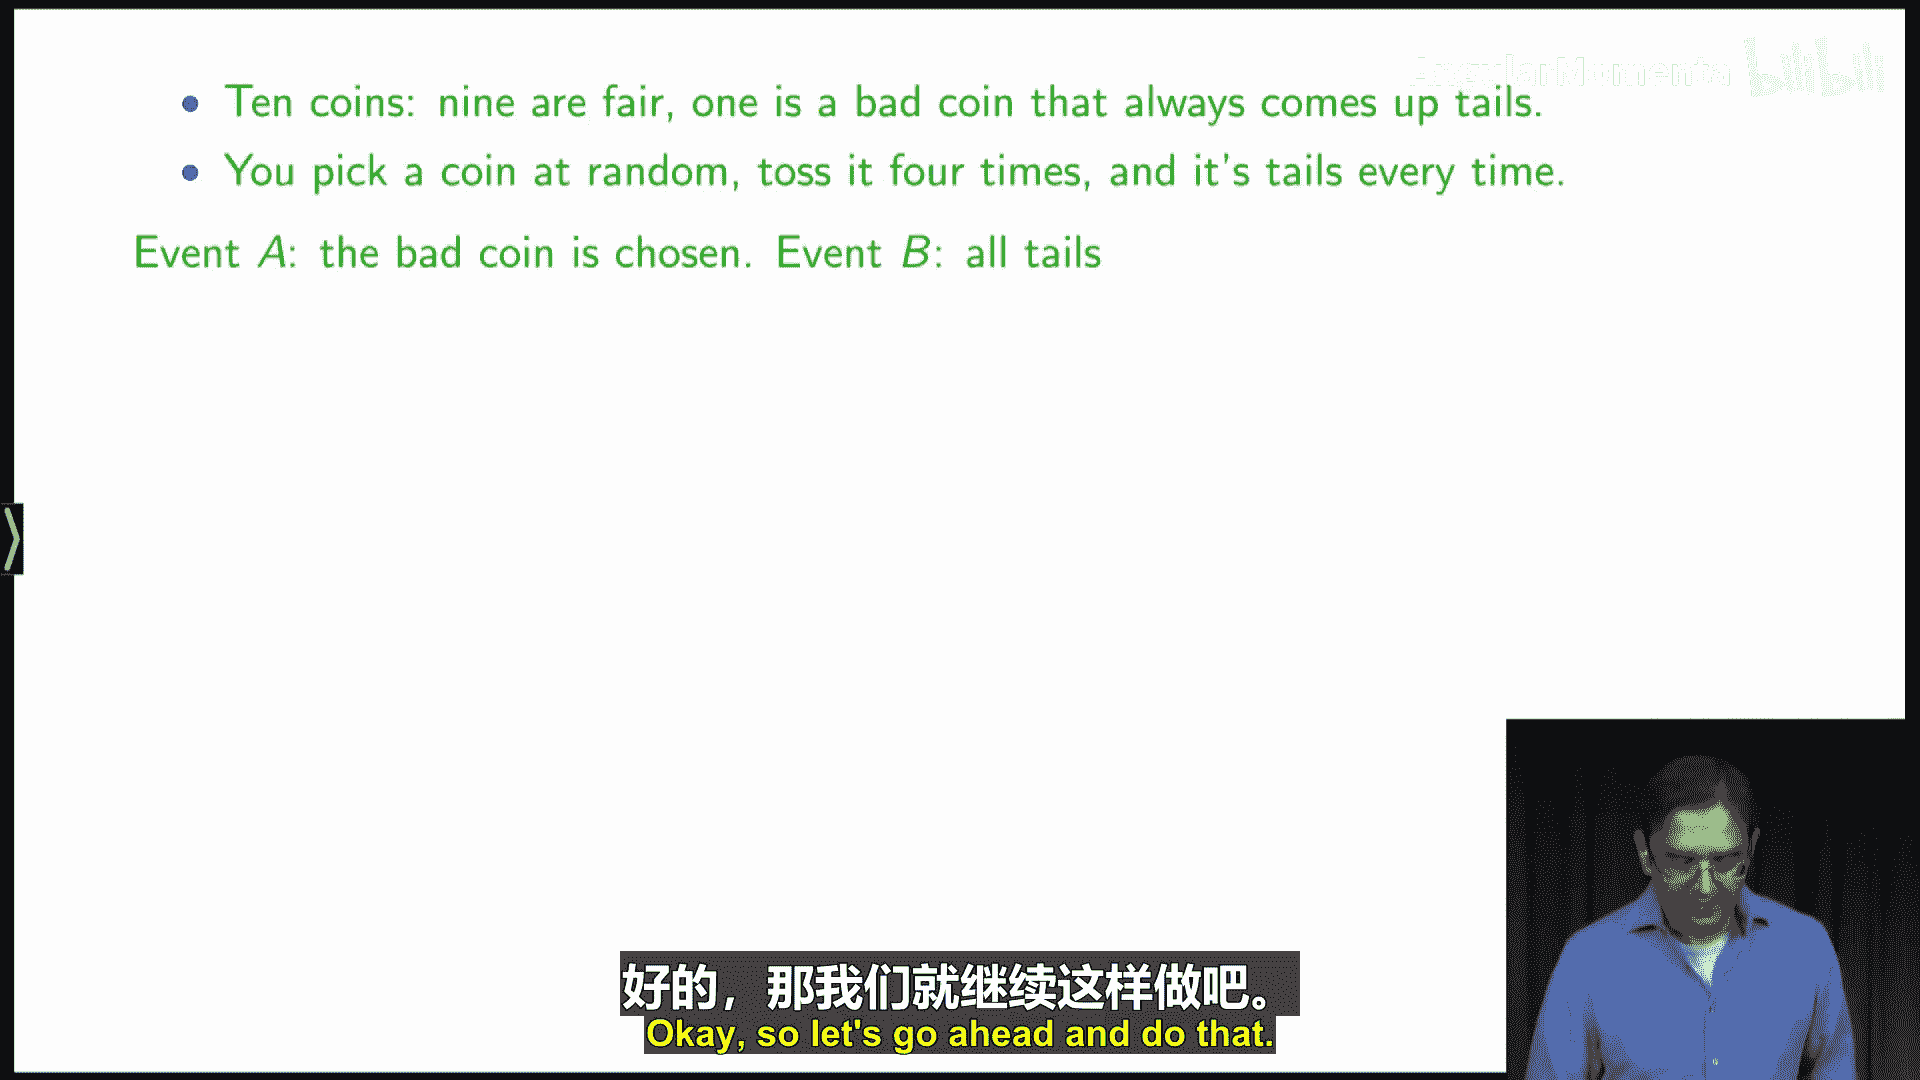 Ten coins: nine are fair, one is a bad coin that always comes up tails.
You pick a coin at random, toss it four times, and it's tails every time.
Event A: the bad coin is chosen. Event B: all tails
AngularMomenta bilibili
好的，那我们就继续这样做吧。
Okay, so let's go ahead and do that.